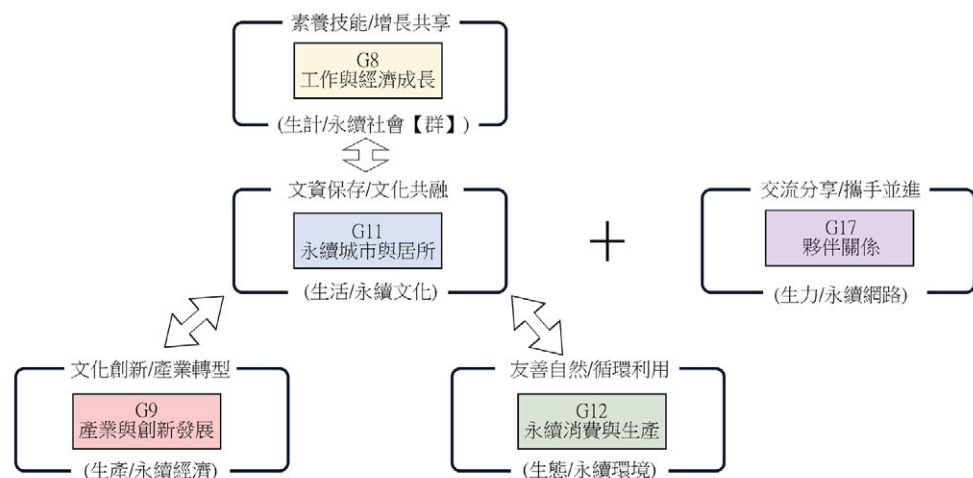 素養技能/增長共享
G8
工作與經濟成長
(生計/永續社會【群】)
文資保存/文化共融
G11
永續城市與居所
(生活/永續文化)
+
交流分享/攜手並進
G17
夥伴關係
(生力/永續網路)
文化創新/產業轉型
G9
產業與創新發展
(生產/永續經濟)
友善自然/循環利用
G12
永續消費與生產
(生態/永續環境)